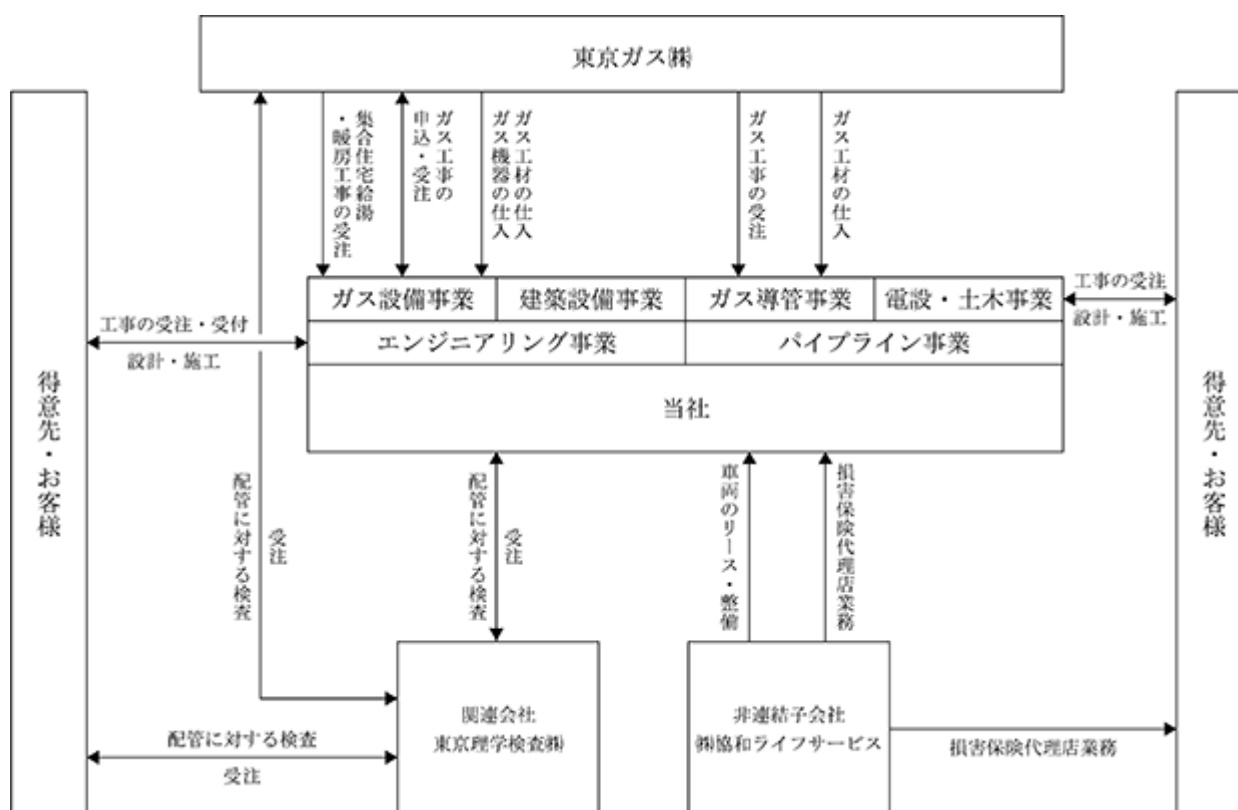 東京ガス㈱
集合住宅給湯
・暖房工事の受注
ガス工事の
申込・受注
ガス工材の仕入
ガス機器の仕入
ガス工事の受注
ガス工材の仕入
ガス設備事業
建築設備事業
ガス導管事業
電設・土木事業
エンジニアリング事業
パイプライン事業
当社
工事の受注・受付
設計・施工
工事の受注
設計・施工
得意先・お客様
得意先・お客様
配管に対する検査
受注
配管に対する検査
受注
車両のリース・整備
損害保険代理店業務
関連会社
東京理学検査㈱
非連結子会社
㈱協和ライフサービス
配管に対する検査
受注
損害保険代理店業務